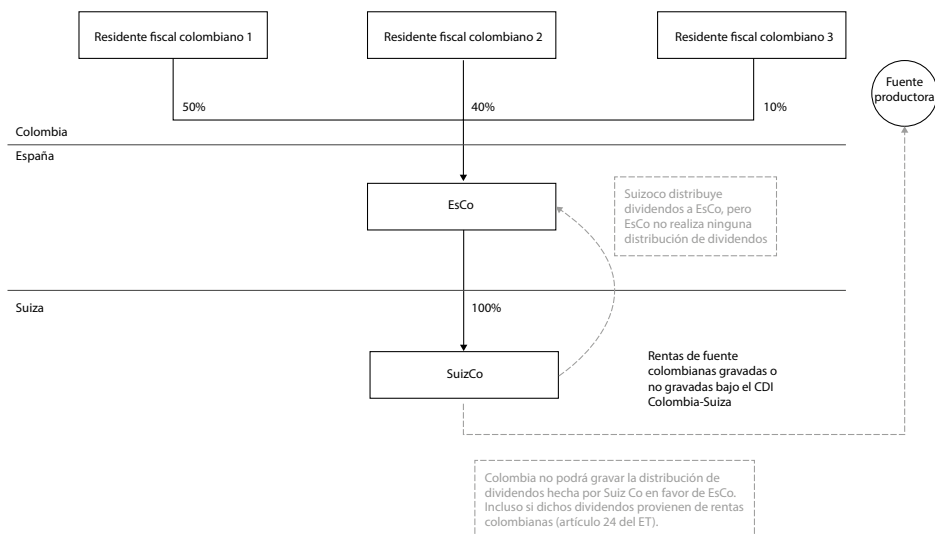 Residente fiscal colombiano 1
Residente fiscal colombiano 2
Residente fiscal colombiano 3
Fuente
productora
50%
40%
10%
Colombia
España
EsCo
Suizoco distribuye
dividendos a EsCo, pero
EsCo no realiza ninguna
distribución de dividendos
Suiza
100%
SuizCo
Rentas de fuente
colombianas gravadas o
no gravadas bajo el CDI
Colombia-Suiza
Colombia no podrá gravar la distribución de
dividendos hecha por Suiz Co en favor de EsCo.
Incluso si dichos dividendos provienen de rentas
colombianas (artículo 24 del ET).